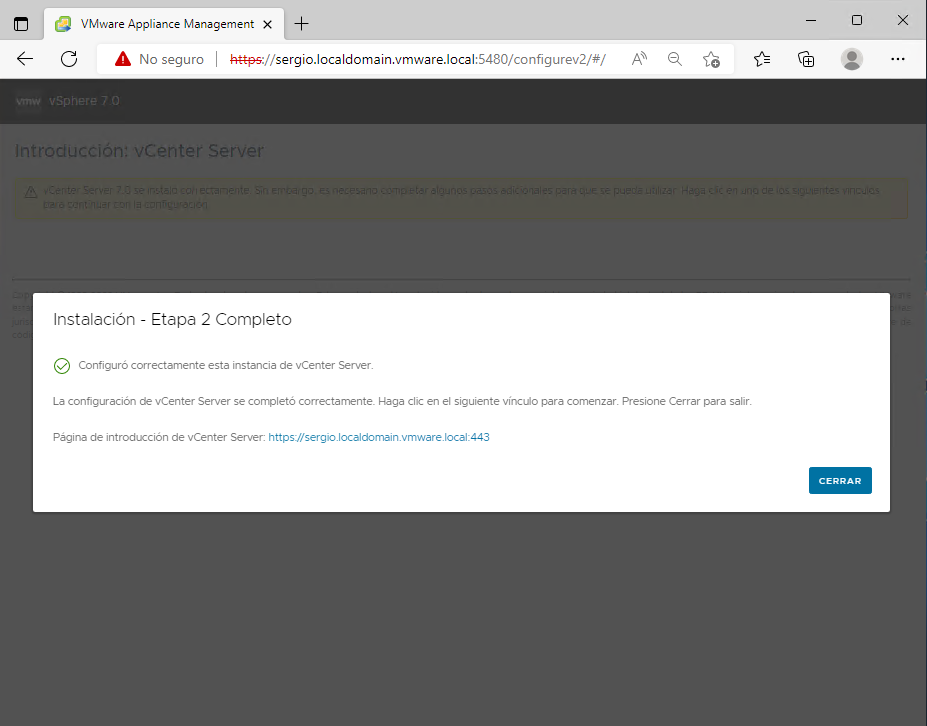 VMware Appliance Management
No seguro
https://sergio.localdomain.vmware.local:5480/configurev2/#/
vmw vSphere 7.0
Introducción: vCenter Server
vCenter Server 7.0 se instaló correctamente. Sin embargo, es necesario completar algunos pasos adicionales para que se pueda utilizar. Haga clic en uno de los siguientes vínculos
para continuar con la configuración.
Instalación - Etapa 2 Completo
Configuró correctamente esta instancia de vCenter Server.
La configuración de vCenter Server se completó correctamente. Haga clic en el siguiente vínculo para comenzar. Presione Cerrar para salir.
Página de introducción de vCenter Server: https://sergio.localdomain.vmware.local:443
CERRAR